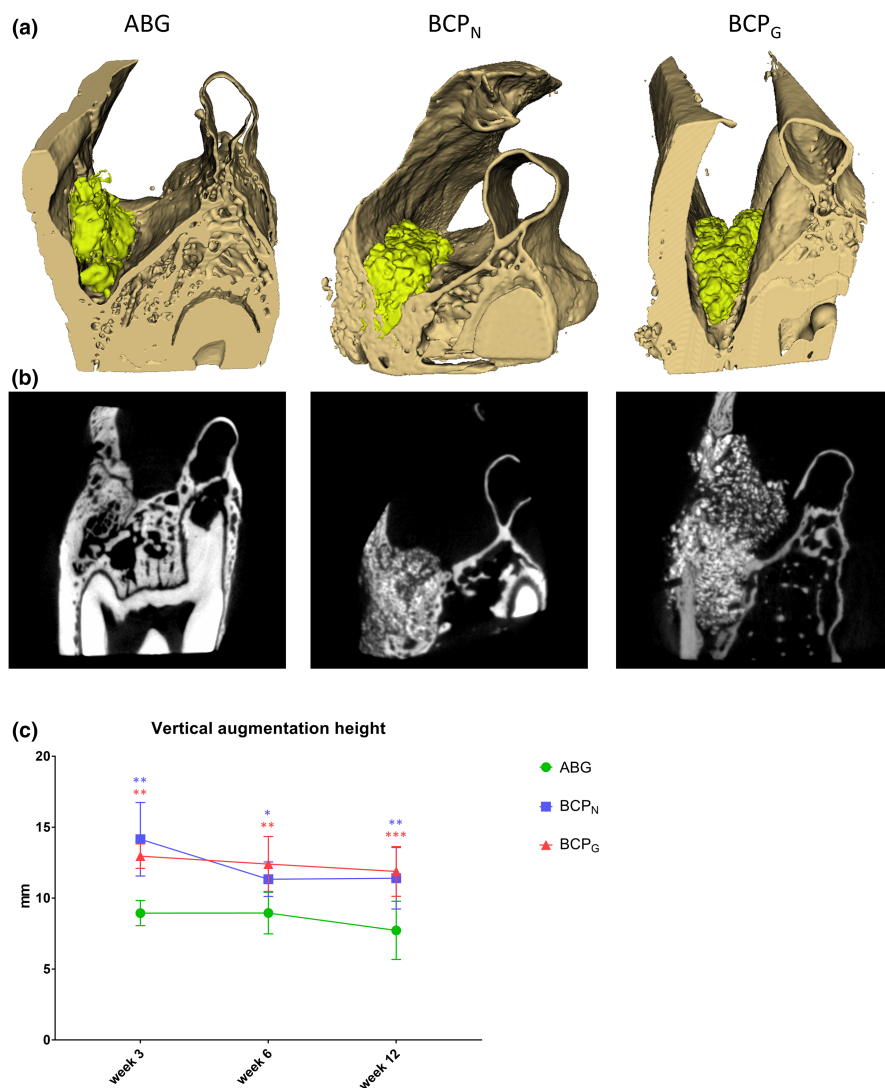 (a)
ABG
BCPN
BCPG
(b)
(c)
Vertical augmentation height
20
**
**
*
**
**
***
15
10
5
0
mm
week 3
week 6
week 12
ABG
BCPN
BCPG